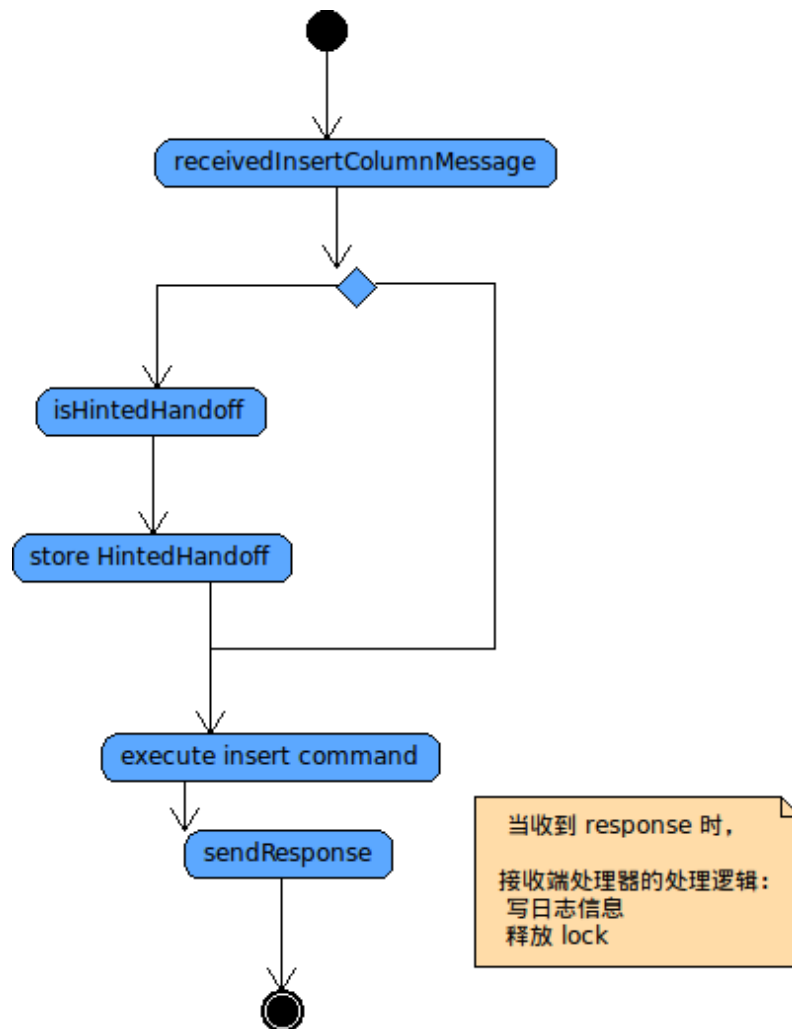 receivedInsertColumnMessage
isHintedHandoff
store HintedHandoff
execute insert command
sendResponse
当收到 response 时，
接收端处理器的处理逻辑：
写日志信息
释放 lock